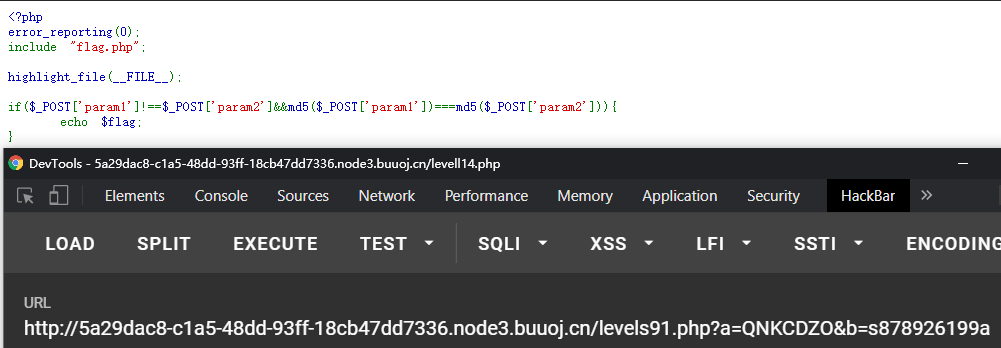 <?php
error_reporting(0);
include "flag.php";
highlight_file(__FILE__);
if($_POST['param1']!==$_POST['param2']&&md5($_POST['param1'])===md5($_POST['param2'])){
echo $flag;
}
DevTools - 5a29dac8-c1a5-48dd-93ff-18cb47dd7336.node3.buuoj.cn/levell14.php
Elements Console Sources Network Performance Memory Application Security HackBar »
LOAD SPLIT EXECUTE TEST SQLI XSS LFI SSTI ENCODING
URL
http://5a29dac8-c1a5-48dd-93ff-18cb47dd7336.node3.buuoj.cn/levels91.php?a=QNKCDZO&b=s878926199a